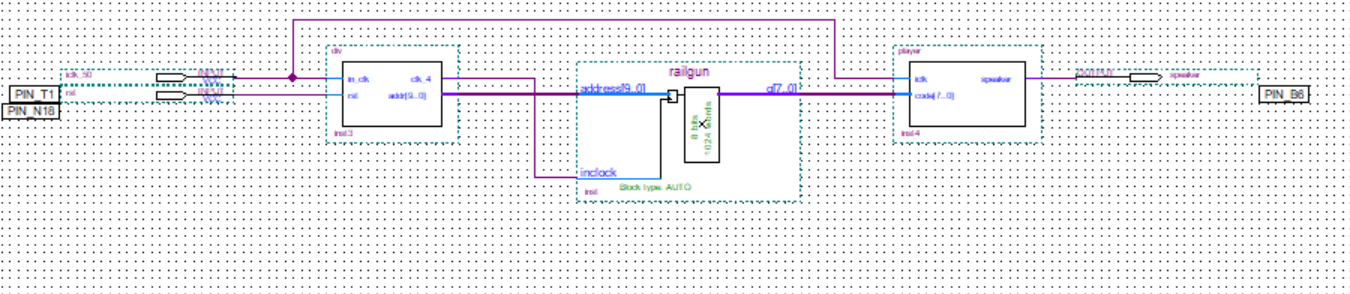 iclk_50
rst
PIN_T1
PIN_N18
div
in_clk
clk_4
rst
addr[9..0]
inst3
railgun
address[9..0]
q[7..0]
8 bits
1024 words
inclock
Block type: AUTO
inst
player
iclk
speaker
code[7..0]
inst4
OUTPUT
speaker
PIN_B6